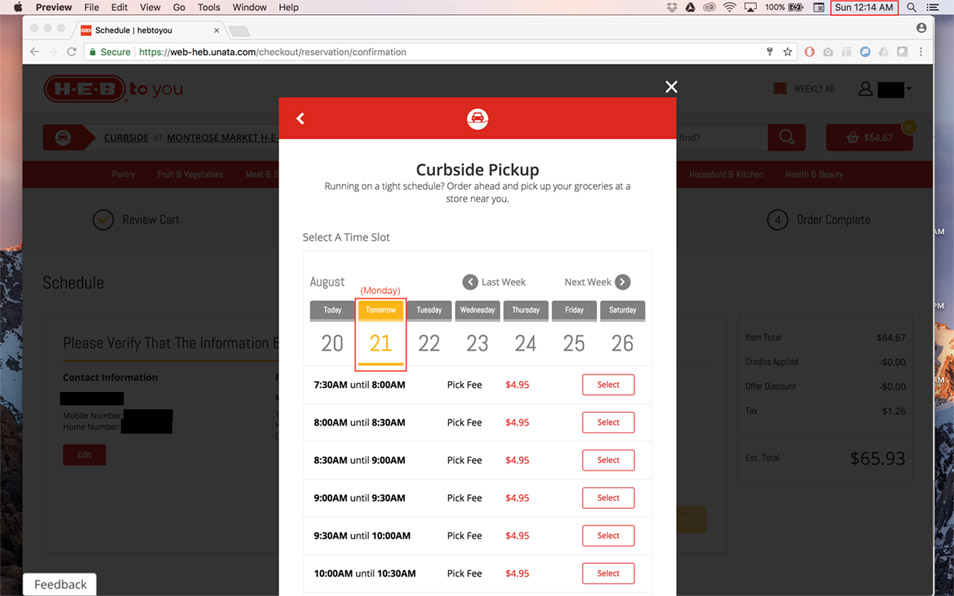 Preview File Edit View Go Tools Window Help 100% Sun 12:14 AM
Schedule | hebtoyou
Secure https://web-heb.unata.com/checkout/reservation/confirmation
H-E-B to you
WEEKLY AD
CURBSIDE AT MONTROSE MARKET H-E-
find?
$64.67
Pantry Fruit & Vegetables Meat & S Household & Kitchen Health & Beauty
Review Cart
4 Order Complete
Schedule
Please Verify That The Information B
Contact Information
Mobile Number:
Home Number:
Edit
Curbside Pickup
Running on a tight schedule? Order ahead and pick up your groceries at a
store near you.
Select A Time Slot
August Last Week Next Week
(Monday)
Today Tomorrow Tuesday Wednesday Thursday Friday Saturday
20 21 22 23 24 25 26
7:30AM until 8:00AM Pick Fee $4.95 Select
8:00AM until 8:30AM Pick Fee $4.95 Select
8:30AM until 9:00AM Pick Fee $4.95 Select
9:00AM until 9:30AM Pick Fee $4.95 Select
9:30AM until 10:00AM Pick Fee $4.95 Select
10:00AM until 10:30AM Pick Fee $4.95 Select
Item Total $64.67
Credits Applied -$0.00
Offer Discount -$0.00
Tax $1.26
Est. Total $65.93
AM
PM
AM
Feedback